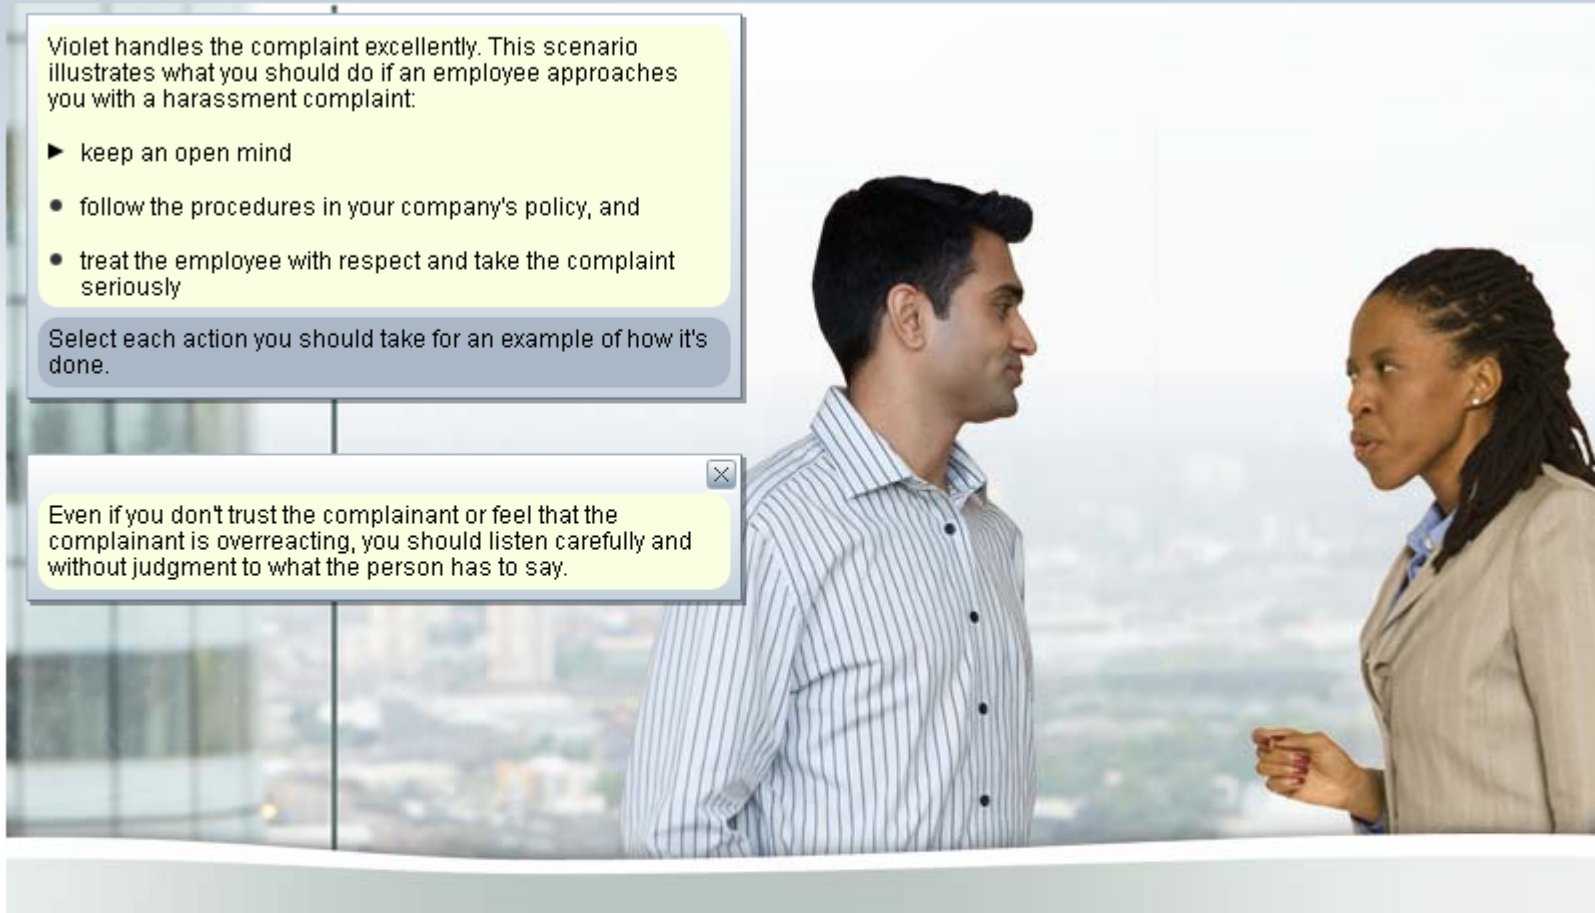 Violet handles the complaint excellently. This scenario
illustrates what you should do if an employee approaches
you with a harassment complaint:
► keep an open mind
• follow the procedures in your company's policy, and
• treat the employee with respect and take the complaint
seriously
Select each action you should take for an example of how it's
done.
Even if you don't trust the complainant or feel that the
complainant is overreacting, you should listen carefully and
without judgment to what the person has to say.